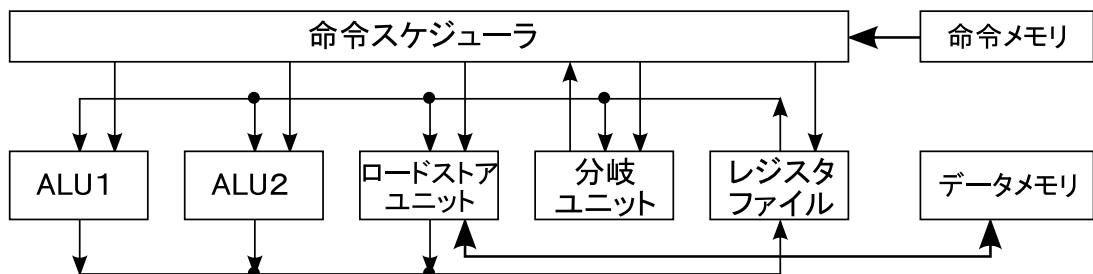 命令スケジューラ
命令メモリ
ALU1
ALU2
ロードストア
ユニット
分岐
ユニット
レジスタ
ファイル
データメモリ